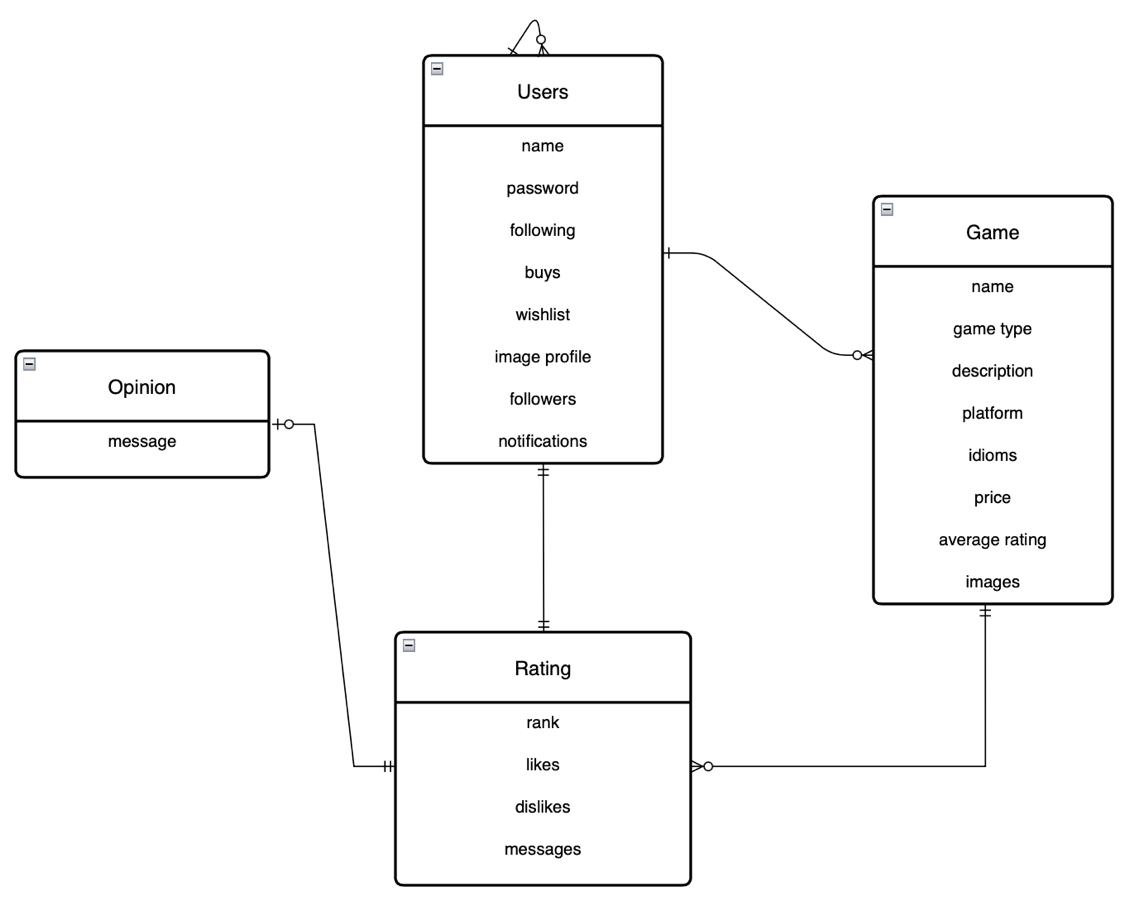 Users
name
password
following
buys
wishlist
image profile
followers
notifications
Game
name
game type
description
platform
idioms
price
average rating
images
Opinion
message
Rating
rank
likes
dislikes
messages